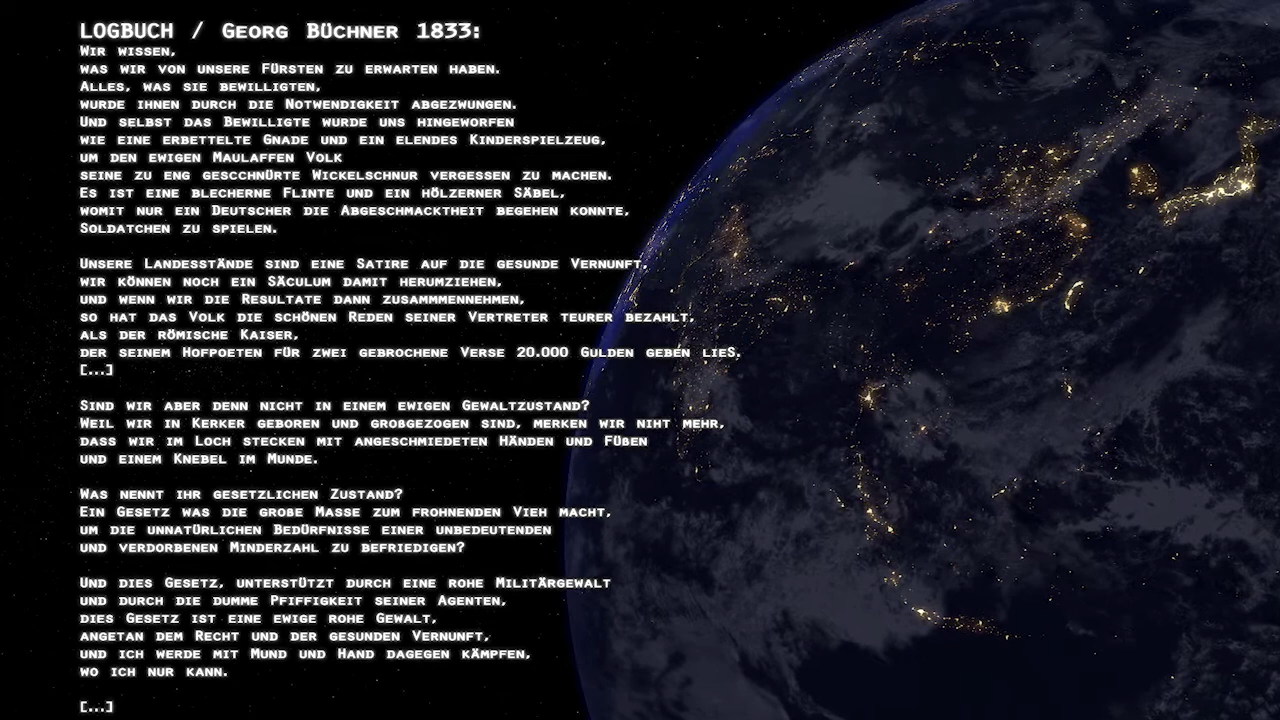 LOGBUCH / Georg Büchner 1833:
Wir wissen,
was wir von unsere Fürsten zu erwarten haben.
Alles, was sie bewilligten,
wurde ihnen durch die Notwendigkeit abgezwungen.
Und selbst das Bewilligte wurde uns hingeworfen
wie eine erbettelte Gnade und ein elendes Kinderspielzeug,
um den ewigen Maulaffen Volk
seine zu eng gescchnürte Wickelschnur vergessen zu machen.
Es ist eine blecherne Flinte und ein hölzerner Säbel,
womit nur ein Deutscher die Abgeschmacktheit begehen konnte,
Soldatchen zu spielen.

Unsere Landesstände sind eine Satire auf die gesunde Vernunft,
wir können noch ein Säculum damit herumziehen,
und wenn wir die Resultate dann zusammmennehmen,
so hat das Volk die schönen Reden seiner Vertreter teurer bezahlt,
als der römische Kaiser,
der seinem Hofpoeten für zwei gebrochene Verse 20.000 Gulden geben ließ.
[...]

Sind wir aber denn nicht in einem ewigen Gewaltzustand?
Weil wir in Kerker geboren und großgezogen sind, merken wir niht mehr,
dass wir im Loch stecken mit angeschmiedeten Händen und Füßen
und einem Knebel im Munde.

Was nennt ihr gesetzlichen Zustand?
Ein Gesetz was die große Masse zum frohnenden Vieh macht,
um die unnatürlichen Bedürfnisse einer unbedeutenden
und verdorbenen Minderzahl zu befriedigen?

Und dies Gesetz, unterstützt durch eine rohe Militärgewalt
und durch die dumme Pfiffigkeit seiner Agenten,
dies Gesetz ist eine ewige rohe Gewalt,
angetan dem Recht und der gesunden Vernunft,
und ich werde mit Mund und Hand dagegen kämpfen,
wo ich nur kann.

[...]